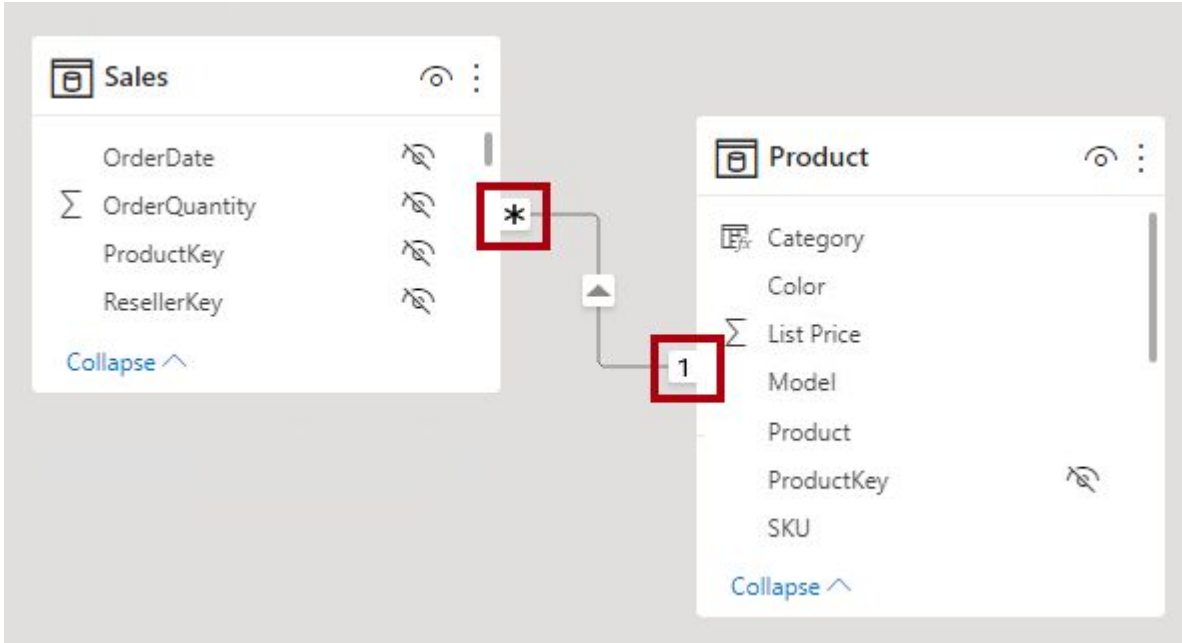 Sales
OrderDate
∑ OrderQuantity
ProductKey
ResellerKey
Collapse
*
1
Product
Category
Color
∑ List Price
Model
Product
ProductKey
SKU
Collapse